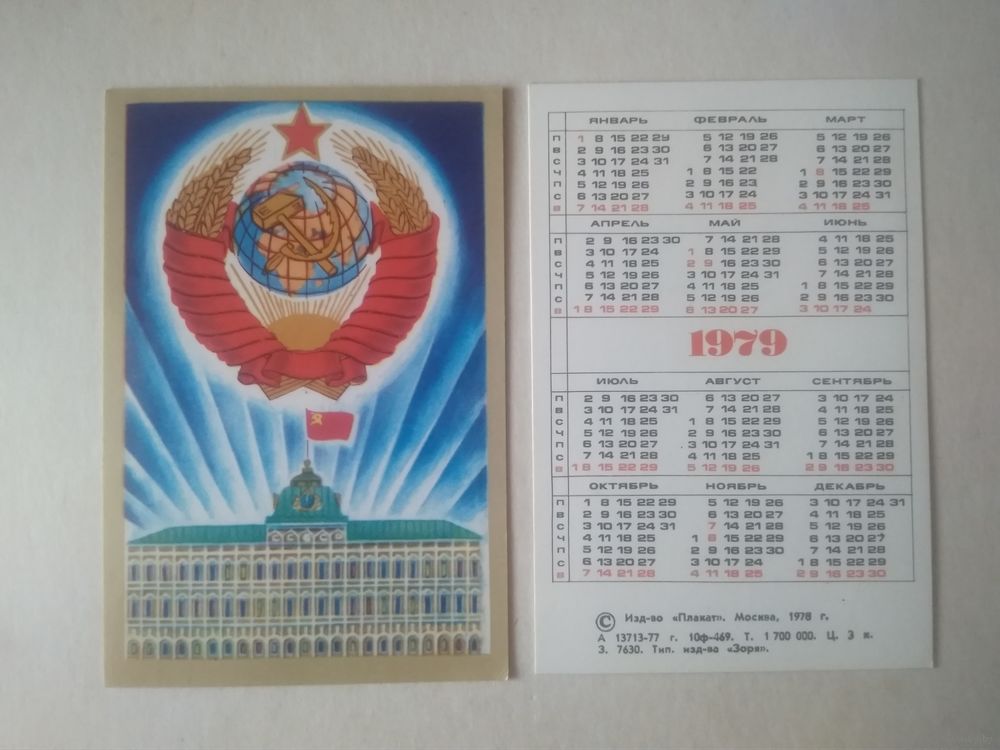 ЯНВАРЬ ФЕВРАЛЬ МАРТ
П 1 8 15 22 29 5 12 19 26 5 12 19 26
В 2 9 16 23 30 6 13 20 27 6 13 20 27
С 3 10 17 24 31 7 14 21 28 7 14 21 28
Ч 4 11 18 25 1 8 15 22 1 8 15 22 29
П 5 12 19 26 2 9 16 23 2 9 16 23 30
С 6 13 20 27 3 10 17 24 3 10 17 24 31
В 7 14 21 28 4 11 18 25 4 11 18 25
АПРЕЛЬ МАЙ ИЮНЬ
П 2 9 16 23 30 7 14 21 28 4 11 18 25
В 3 10 17 24 1 8 15 22 29 5 12 19 26
С 4 11 18 25 2 9 16 23 30 6 13 20 27
Ч 5 12 19 26 3 10 17 24 31 7 14 21 28
П 6 13 20 27 4 11 18 25 1 8 15 22 29
С 7 14 21 28 5 12 19 26 2 9 16 23 30
В 1 8 15 22 29 6 13 20 27 3 10 17 24
1979
ИЮЛЬ АВГУСТ СЕНТЯБРЬ
П 2 9 16 23 30 6 13 20 27 3 10 17 24
В 3 10 17 24 31 7 14 21 28 4 11 18 25
С 4 11 18 25 1 8 15 22 29 5 12 19 26
Ч 5 12 19 26 2 9 16 23 30 6 13 20 27
П 6 13 20 27 3 10 17 24 31 7 14 21 28
С 7 14 21 28 4 11 18 25 1 8 15 22 29
В 1 8 15 22 29 5 12 19 26 2 9 16 23 30
ОКТЯБРЬ НОЯБРЬ ДЕКАБРЬ
П 1 8 15 22 29 5 12 19 26 3 10 17 24 31
В 2 9 16 23 30 6 13 20 27 4 11 18 25
С 3 10 17 24 31 7 14 21 28 5 12 19 26
Ч 4 11 18 25 1 8 15 22 29 6 13 20 27
П 5 12 19 26 2 9 16 23 30 7 14 21 28
С 6 13 20 27 3 10 17 24 1 8 15 22 29
В 7 14 21 28 4 11 18 25 2 9 16 23 30
© Изд-во «Плакат». Москва, 1978 г.
А 13713-77 г. 10ф-469. Т. 1 700 000. Ц. 3 к.
З. 7630. Тип. изд-ва «Зоря».